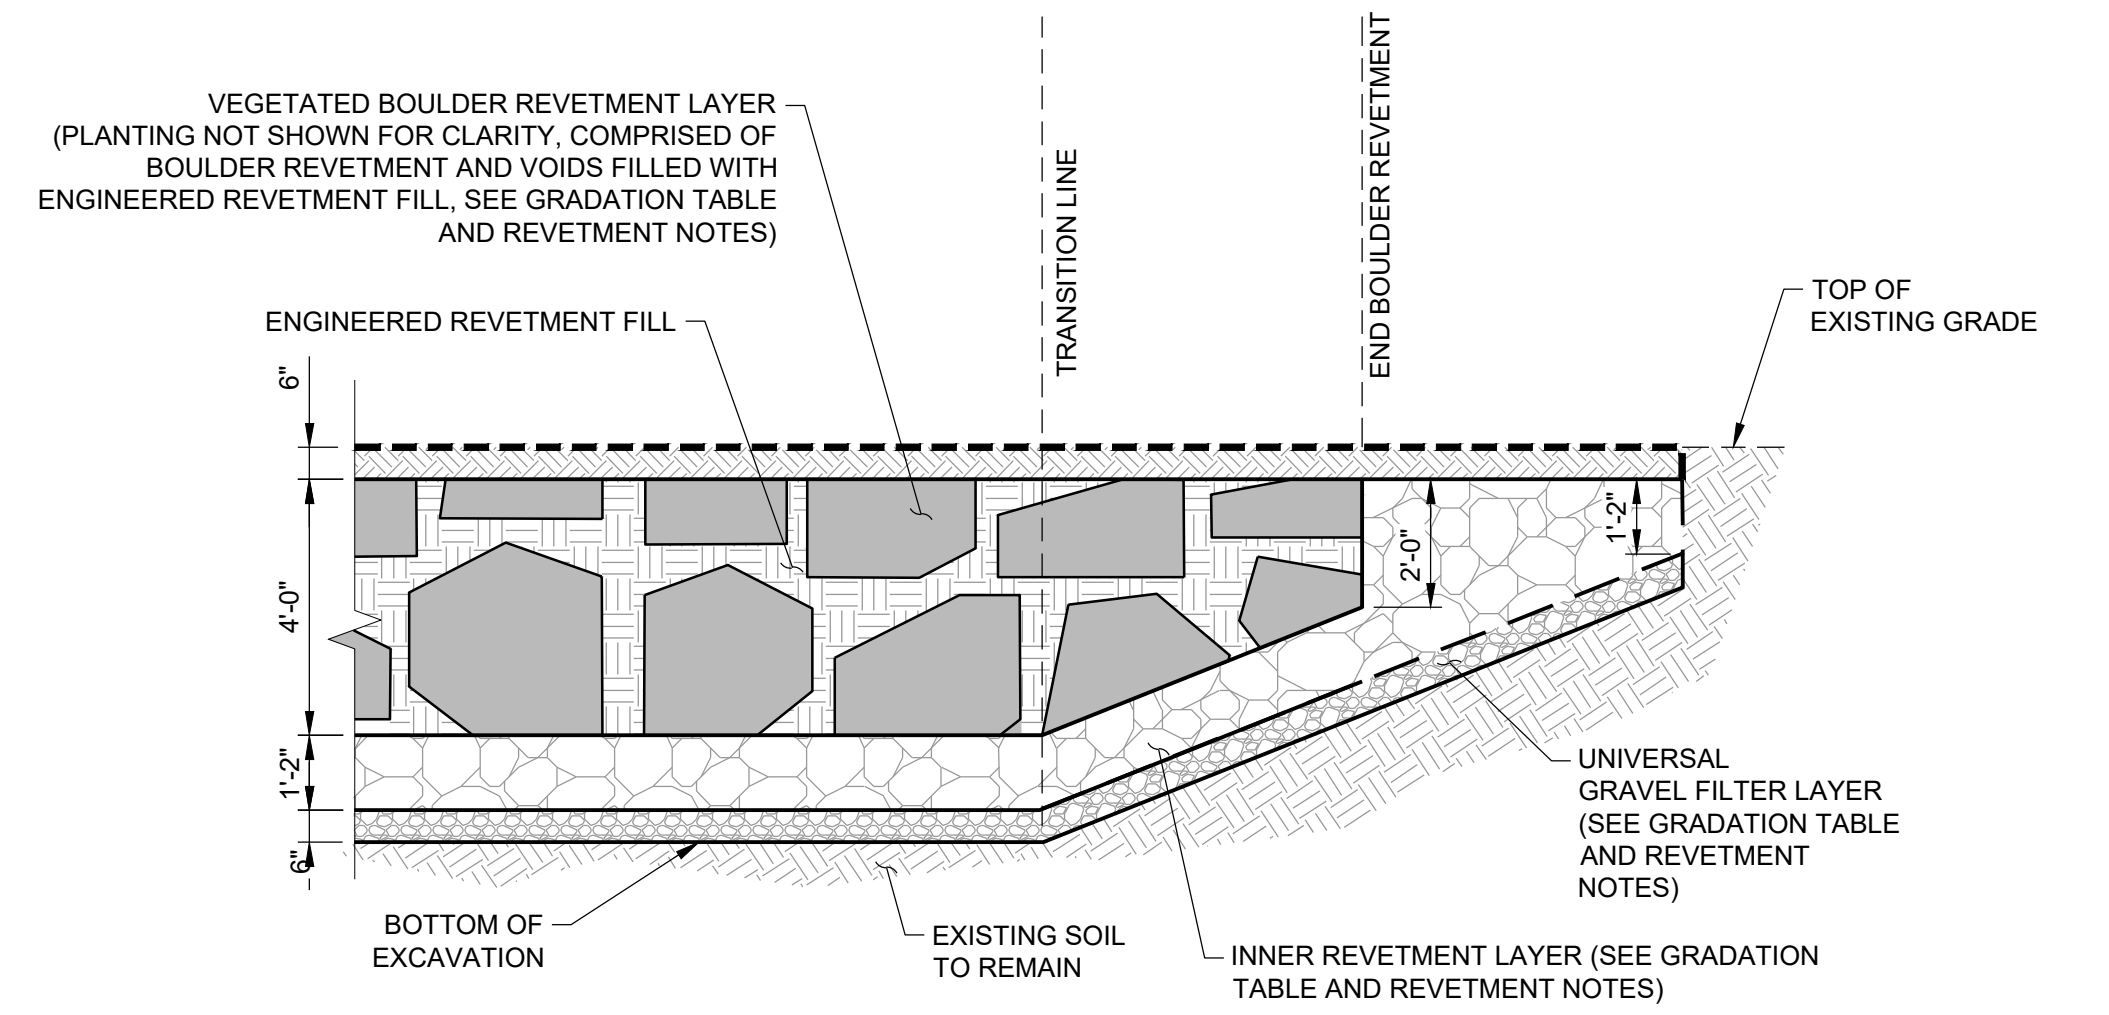 VEGETATED BOULDER REVETMENT LAYER
(PLANTING NOT SHOWN FOR CLARITY, COMPRISED OF
BOULDER REVETMENT AND VOIDS FILLED WITH
ENGINEERED REVETMENT FILL, SEE GRADATION TABLE
AND REVETMENT NOTES)
TRANSITION LINE
END BOULDER REVETMENT
TOP OF
EXISTING GRADE
ENGINEERED REVETMENT FILL
6"
4'-0"
1'-2"
6"
2'-0"
1'-2"
UNIVERSAL
GRAVEL FILTER LAYER
(SEE GRADATION TABLE
AND REVETMENT
NOTES)
BOTTOM OF
EXCAVATION
EXISTING SOIL
TO REMAIN
INNER REVETMENT LAYER (SEE GRADATION
TABLE AND REVETMENT NOTES)